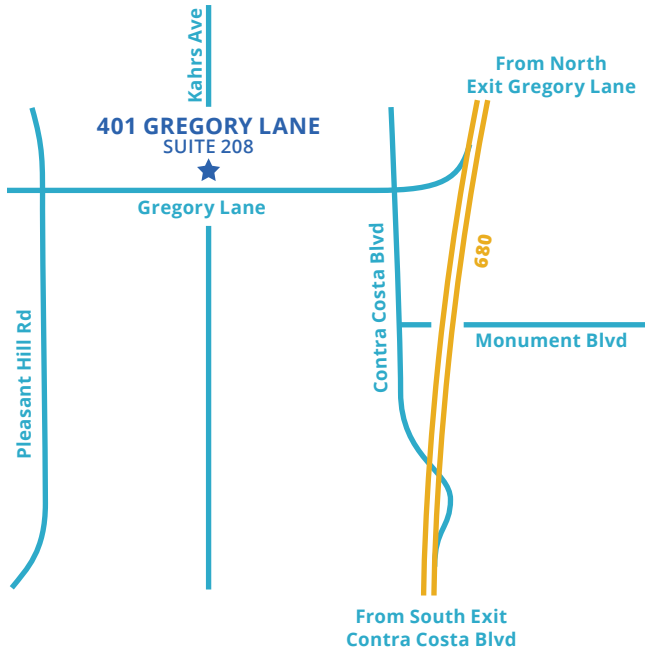 Kahrs Ave
From North
Exit Gregory Lane
401 GREGORY LANE
SUITE 208
Gregory Lane
680
Contra Costa Blvd
Monument Blvd
Pleasant Hill Rd
From South Exit
Contra Costa Blvd